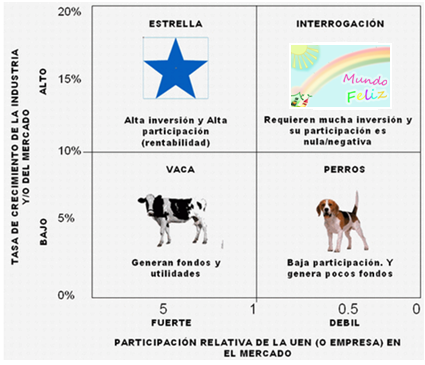 20%
ESTRELLA
INTERROGACIÓN
ALTO
15%
Mundo
Feliz
Alta inversión y Alta
participación
(rentabilidad)
Requieren mucha inversión y
su participación es
nula/negativa
TASA DE CRECIMIENTO DE LA INDUSTRIA
Y/O DEL MERCADO
10%
VACA
PERROS
BAJO
5%
Generan fondos y
utilidades
Baja participación. Y
genera pocos fondos
0%
5
1
0.5
0
FUERTE
DEBIL
PARTICIPACIÓN RELATIVA DE LA UEN (O EMPRESA) EN
EL MERCADO